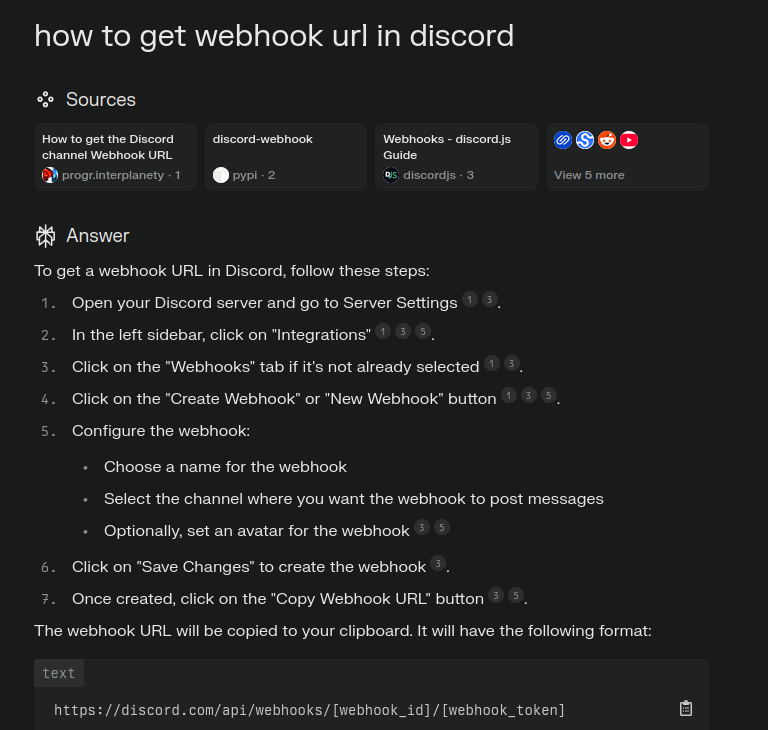 how to get webhook url in discord
Sources
How to get the Discord
channel Webhook URL
progr.interplanety · 1
discord-webhook
pypi · 2
Webhooks - discord.js
Guide
DJS
discordjs · 3
View 5 more
Answer
To get a webhook URL in Discord, follow these steps:
1. Open your Discord server and go to Server Settings 1 3.
2. In the left sidebar, click on "Integrations" 1 3 5.
3. Click on the "Webhooks" tab if it's not already selected 1 3.
4. Click on the "Create Webhook" or "New Webhook" button 1 3 5.
5. Configure the webhook:
• Choose a name for the webhook
• Select the channel where you want the webhook to post messages
• Optionally, set an avatar for the webhook 3 5
6. Click on "Save Changes" to create the webhook 3.
7. Once created, click on the "Copy Webhook URL" button 3 5.
The webhook URL will be copied to your clipboard. It will have the following format:
text
https://discord.com/api/webhooks/[webhook_id]/[webhook_token]